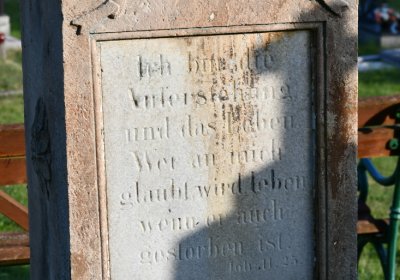 Ich bin die
Auferstehung
und das Leben
Wer an mich
glaubt wird leben
wenn er auch
gestorben ist
Joh. 11. 25